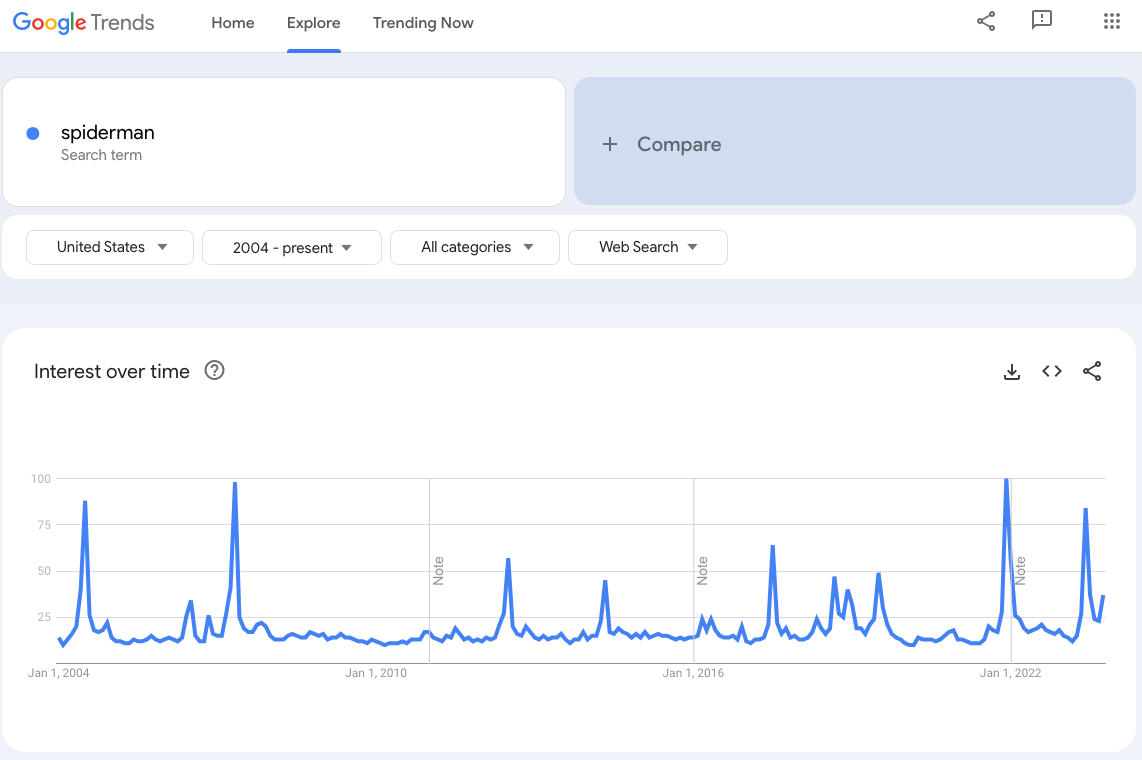 Google Trends
Home
Explore
Trending Now
spiderman
Search term
+ Compare
United States
2004 - present
All categories
Web Search
Interest over time
100
75
50
25
Note
Note
Note
Jan 1, 2004
Jan 1, 2010
Jan 1, 2016
Jan 1, 2022